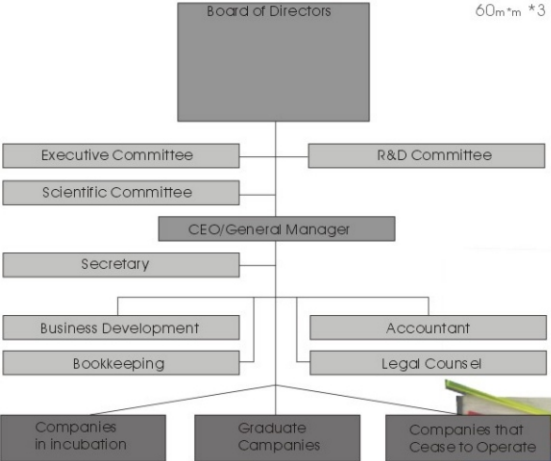 Board of Directors
60m*m *3
Executive Committee
R&D Committee
Scientific Committee
CEO/General Manager
Secretary
Business Development
Accountant
Bookkeeping
Legal Counsel
Companies
in incubation
Graduate
Campanies
Companies that
Cease to Operate